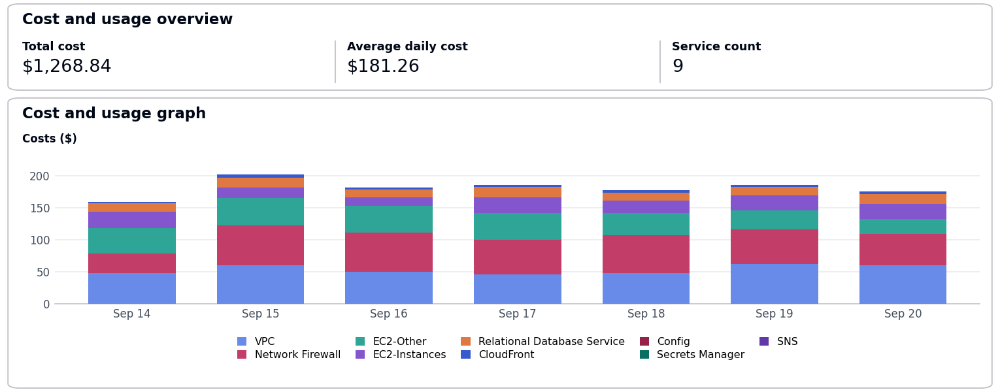 Cost and usage overview
Total cost
$1,268.84
Average daily cost
$181.26
Service count
9
Cost and usage graph
Costs ($)
200
150
100
50
0
Sep 14 Sep 15 Sep 16 Sep 17 Sep 18 Sep 19 Sep 20
VPC EC2-Other Relational Database Service Config SNS
Network Firewall EC2-Instances CloudFront Secrets Manager